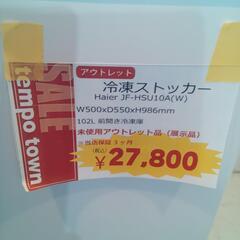 SALE
tempo town
アウトレット
冷凍ストッカー
Haier JF-HSU10A(W)
W500xD550xH986mm
102L 前開き冷凍庫
未使用アウトレット品（展示品）
※当店保証3ヶ月
(税込)
¥27,800